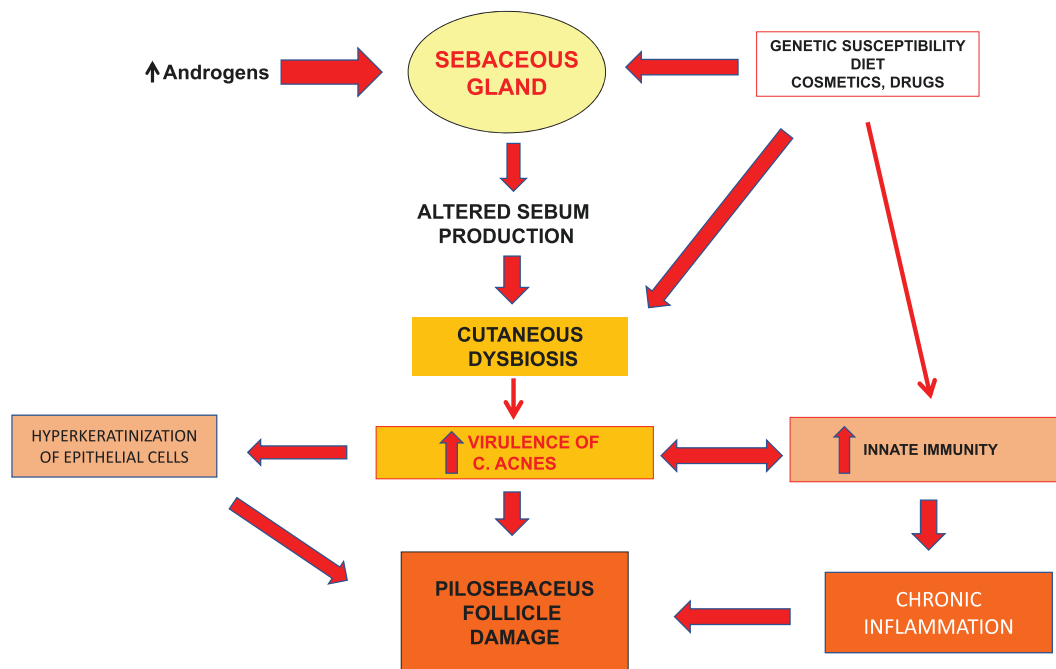 Androgens
SEBACEOUS
GLAND
GENETIC SUSCEPTIBILITY
DIET
COSMETICS, DRUGS
ALTERED SEBUM
PRODUCTION
CUTANEOUS
DYSBIOSIS
HYPERKERATINIZATION
OF EPITHELIAL CELLS
VIRULENCE OF
C. ACNES
INNATE IMMUNITY
PILOSEBACEUS
FOLLICLE
DAMAGE
CHRONIC
INFLAMMATION